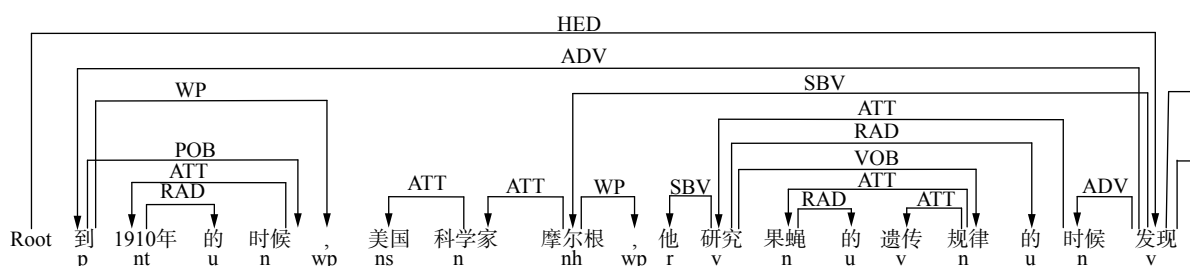 HED
ADV
WP SBV
ATT
RAD
POB VOB
ATT ATT
RAD ATT ATT WP SBV RAD ATT ADV
Root 到 1910年 的 时候 , 美国 科学家 摩尔根 , 他 研究 果蝇 的 遗传 规律 的 时候 发现
p nt u n wp ns n nh wp r v n u v n u n v